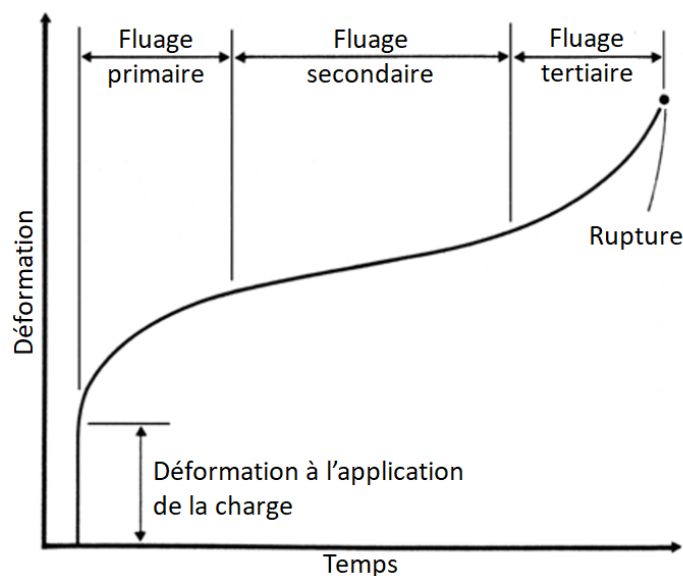 Fluage
primaire
Fluage
secondaire
Fluage
tertiaire
Rupture
Déformation
Déformation à l’application
de la charge
Temps